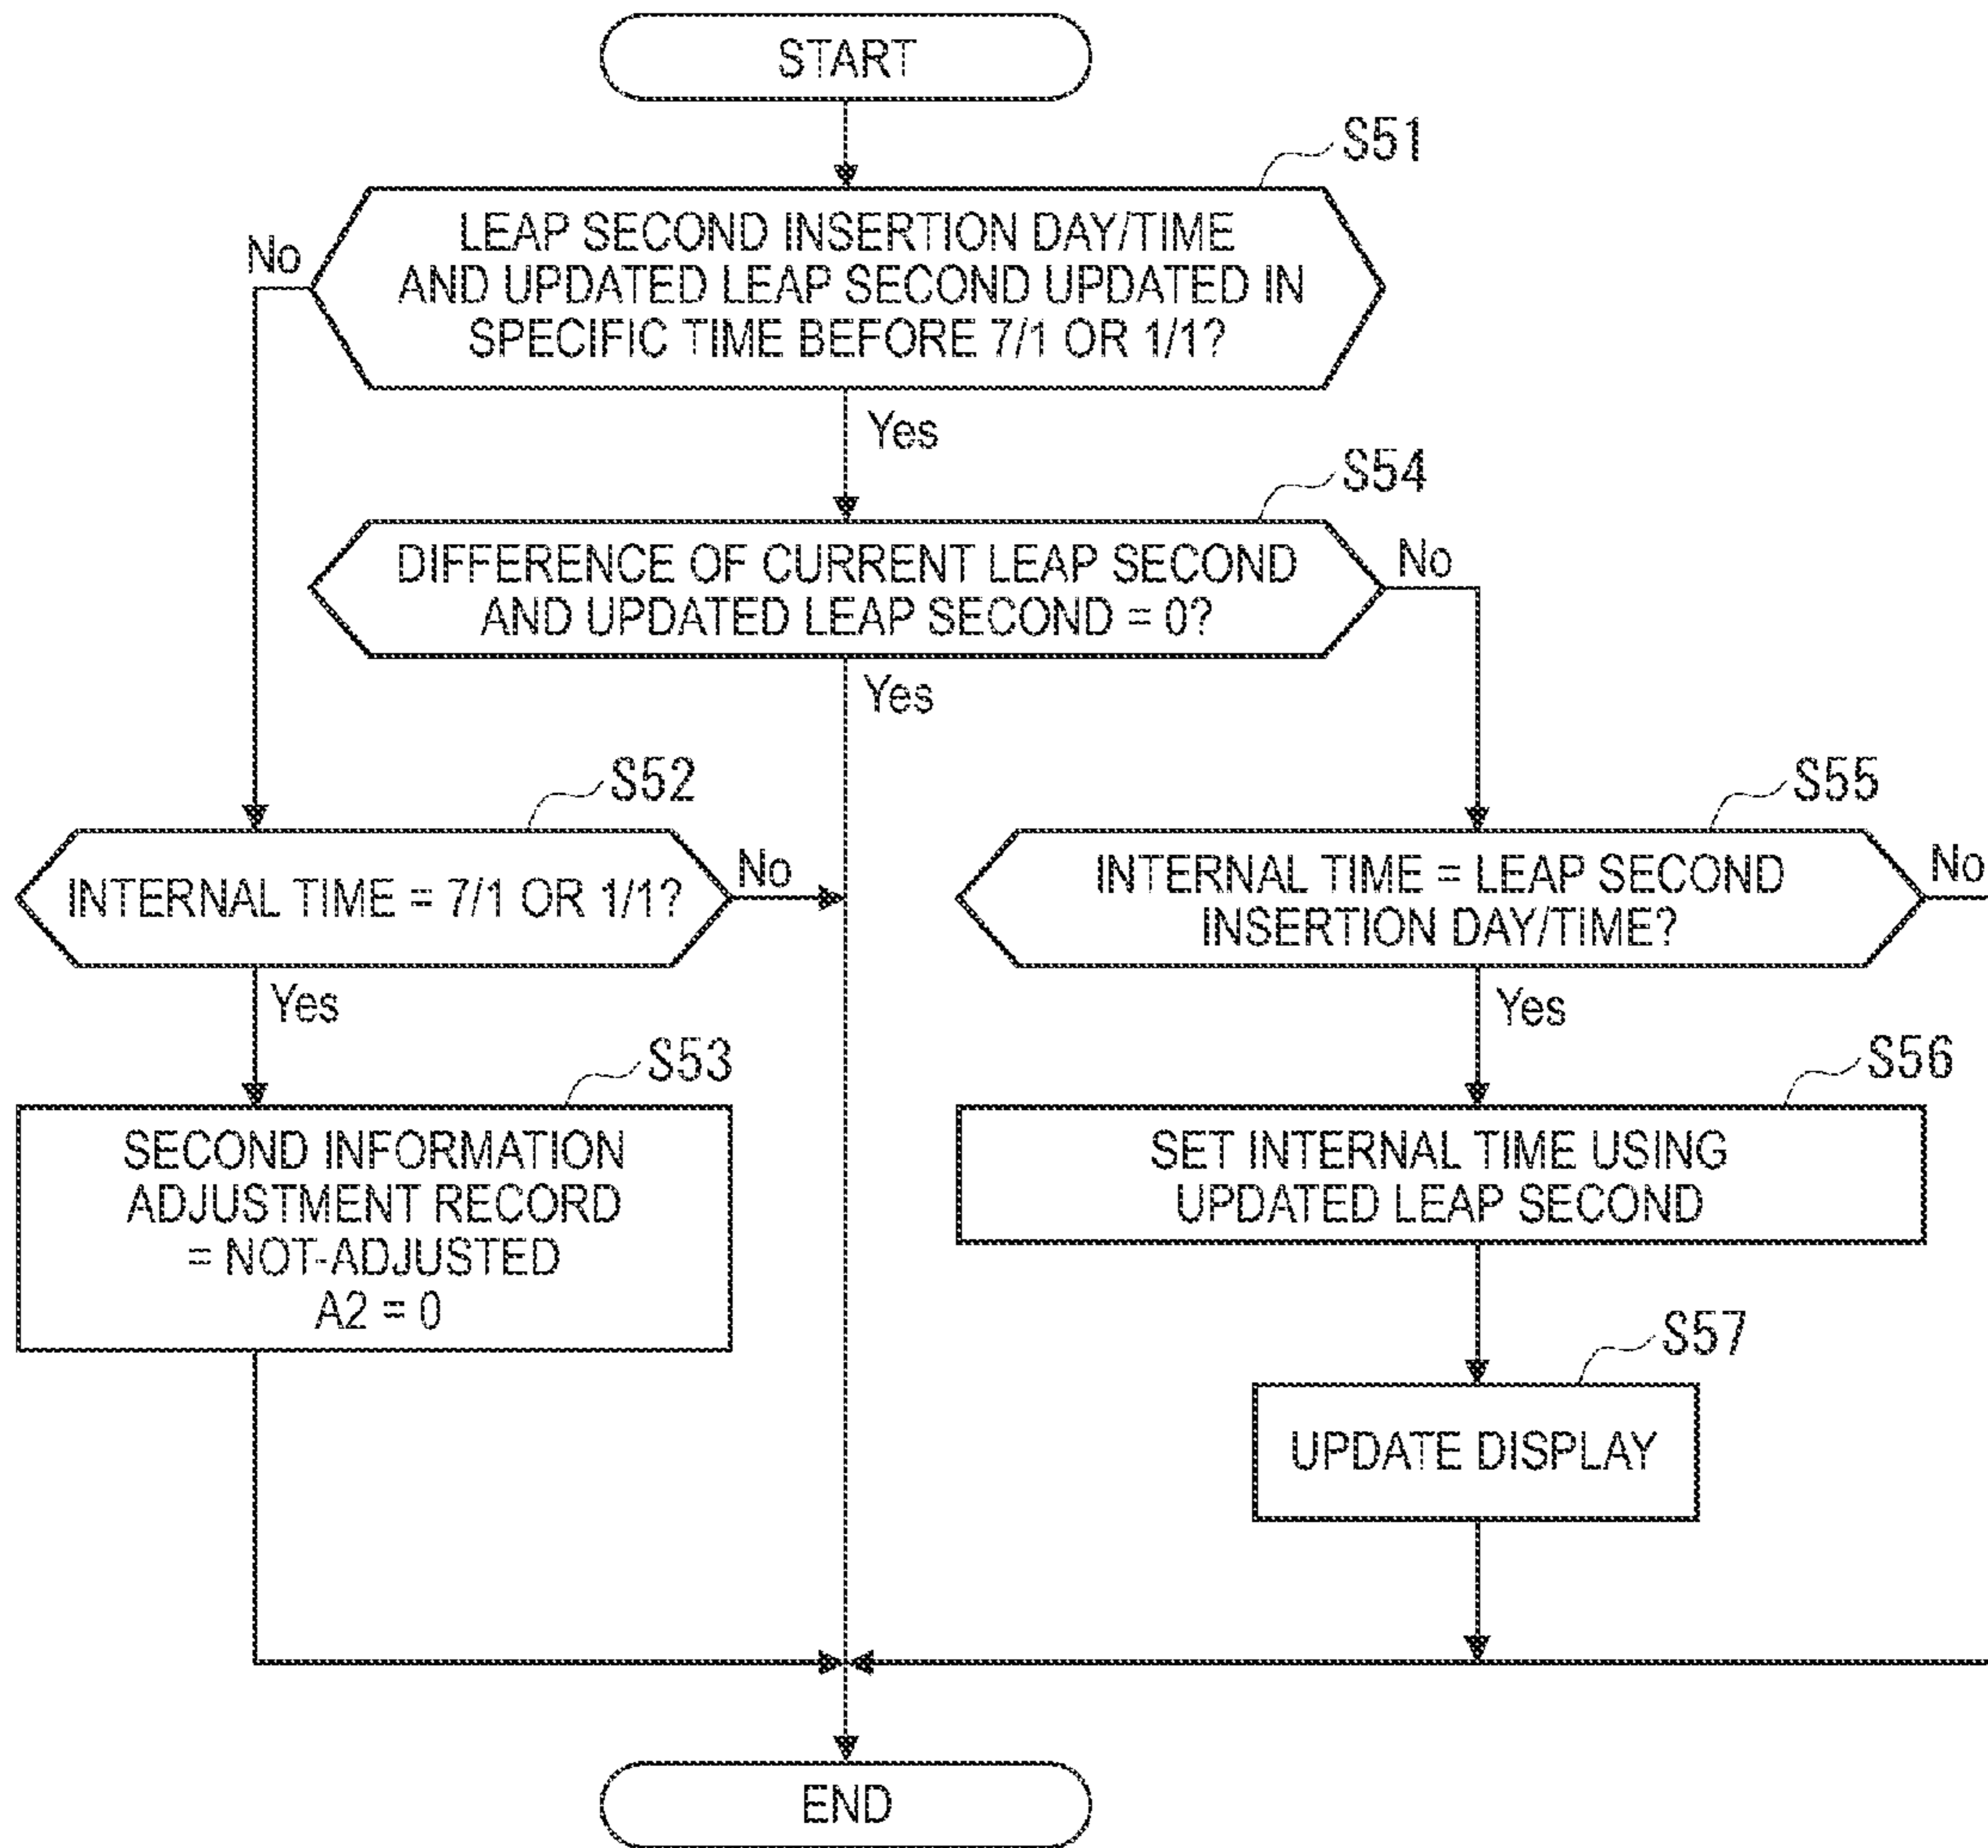 START
S51
LEAP SECOND INSERTION DAY/TIME
AND UPDATED LEAP SECOND UPDATED IN
SPECIFIC TIME BEFORE 7/1 OR 1/1?
No
Yes
S54
DIFFERENCE OF CURRENT LEAP SECOND
AND UPDATED LEAP SECOND = 0?
No
Yes
S52
INTERNAL TIME = 7/1 OR 1/1?
No
Yes
S53
SECOND INFORMATION
ADJUSTMENT RECORD
= NOT-ADJUSTED
A2 = 0
S55
INTERNAL TIME = LEAP SECOND
INSERTION DAY/TIME?
No
Yes
S56
SET INTERNAL TIME USING
UPDATED LEAP SECOND
S57
UPDATE DISPLAY
END